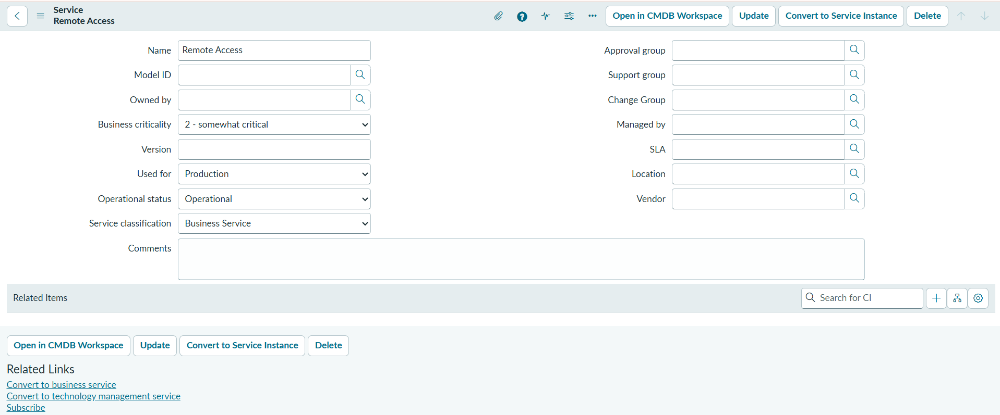 Service
Remote Access
Open in CMDB Workspace
Update
Convert to Service Instance
Delete
Name
Remote Access
Model ID
Owned by
Business criticality
2 - somewhat critical
Version
Used for
Production
Operational status
Operational
Service classification
Business Service
Approval group
Support group
Change Group
Managed by
SLA
Location
Vendor
Comments
Related Items
Search for CI
Open in CMDB Workspace
Update
Convert to Service Instance
Delete
Related Links
Convert to business service
Convert to technology management service
Subscribe